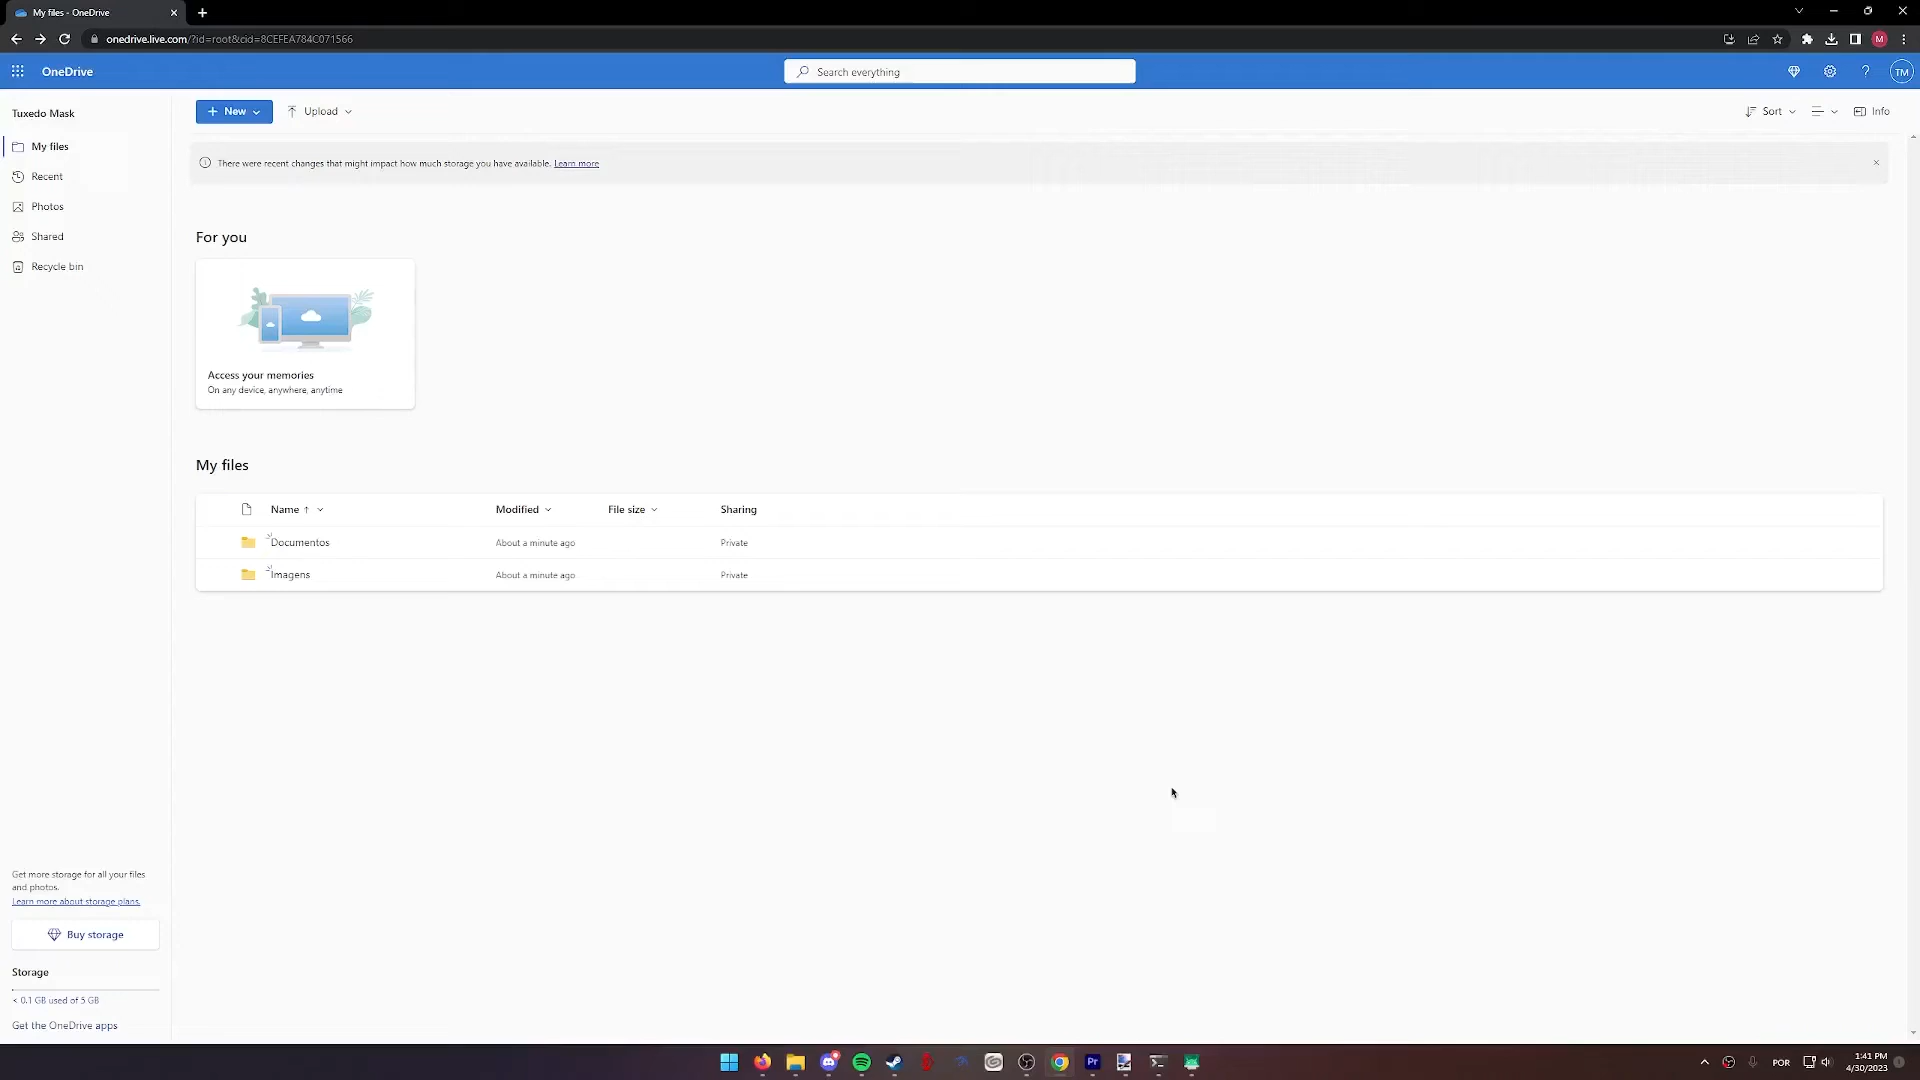 My files - OneDrive
onedrive.live.com/?id=root&cid=8CEFEA784C071566
M
OneDrive
Search everything
?
TM
Tuxedo Mask
+ New
Upload
Sort
Info
My files
Recent
Photos
Shared
Recycle bin
There were recent changes that might impact how much storage you have available. Learn more
For you
Access your memories
On any device, anywhere, anytime
My files
Name ↑
Modified
File size
Sharing
Documentos
About a minute ago
Private
Imagens
About a minute ago
Private
Get more storage for all your files
and photos.
Learn more about storage plans.
Buy storage
Storage
< 0.1 GB used of 5 GB
Get the OneDrive apps
Pr
POR
1:41 PM
4/30/2023